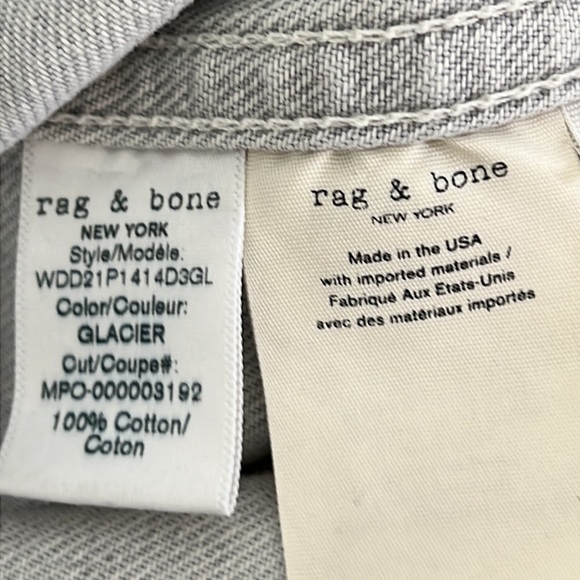 rag & bone
NEW YORK
Style/Modèle:
WDD21P1414D3GL
Color/Couleur:
GLACIER
Cut/Coupe#:
MPO-000003192
100% Cotton/
Coton
rag & bone
NEW YORK
Made in the USA
with imported materials /
Fabriqué Aux Etats-Unis
avec des matériaux importés